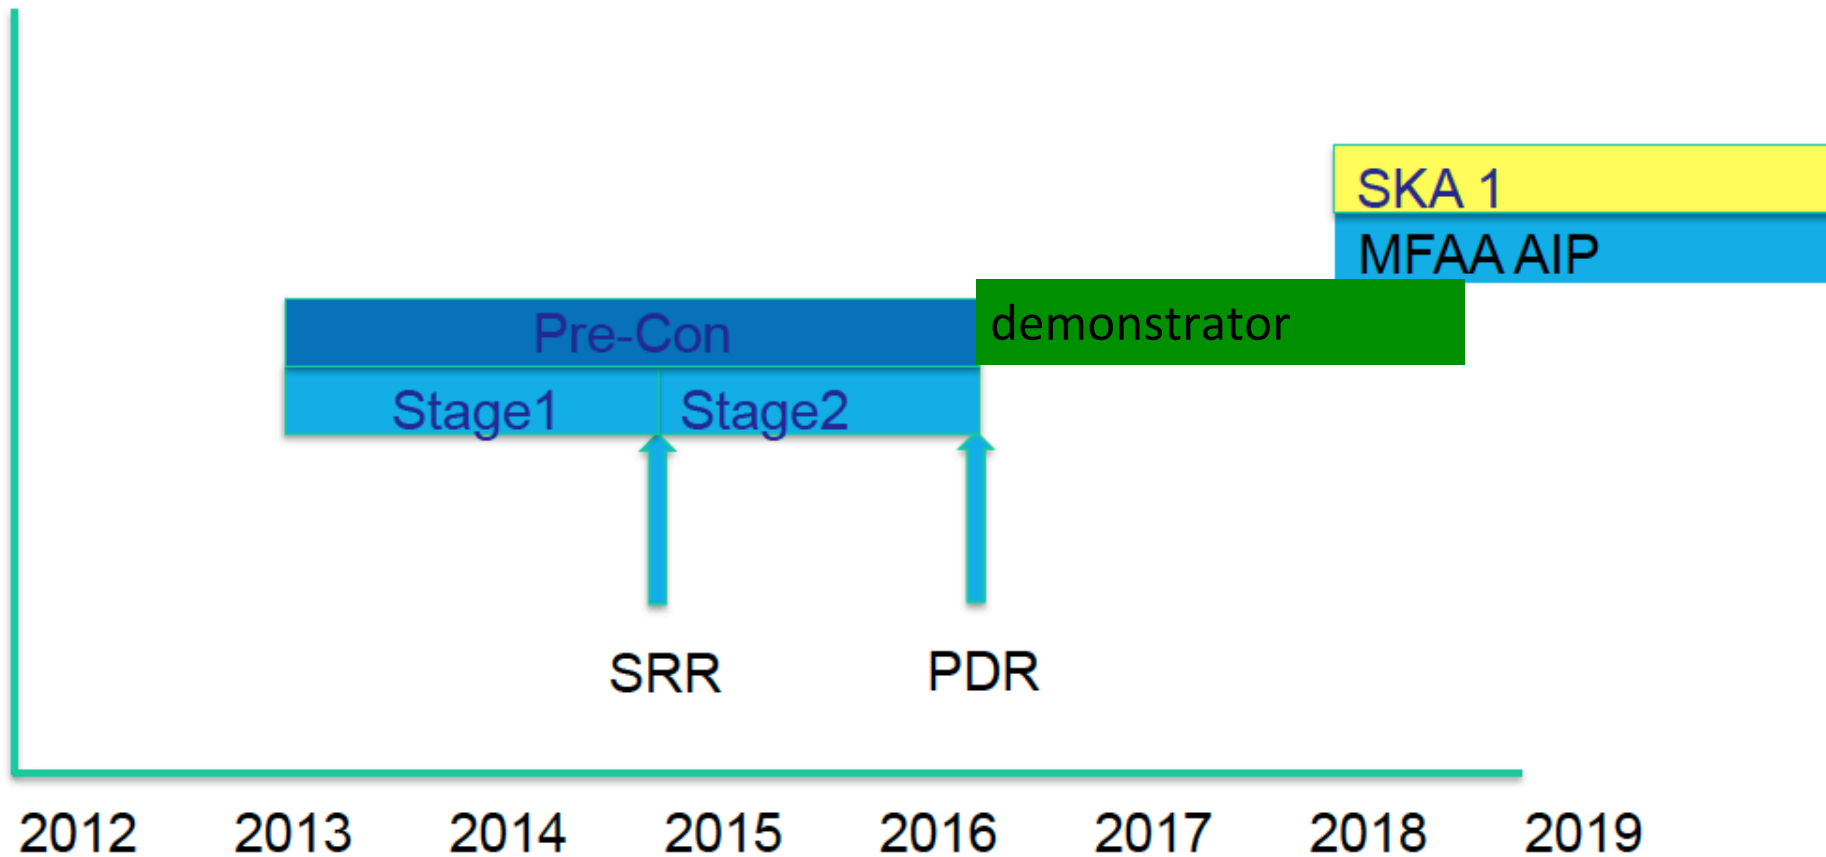 SKA 1
MFAA AIP
Pre-Con
demonstrator
Stage1
Stage2
SRR
PDR
2012
2013
2014
2015
2016
2017
2018
2019